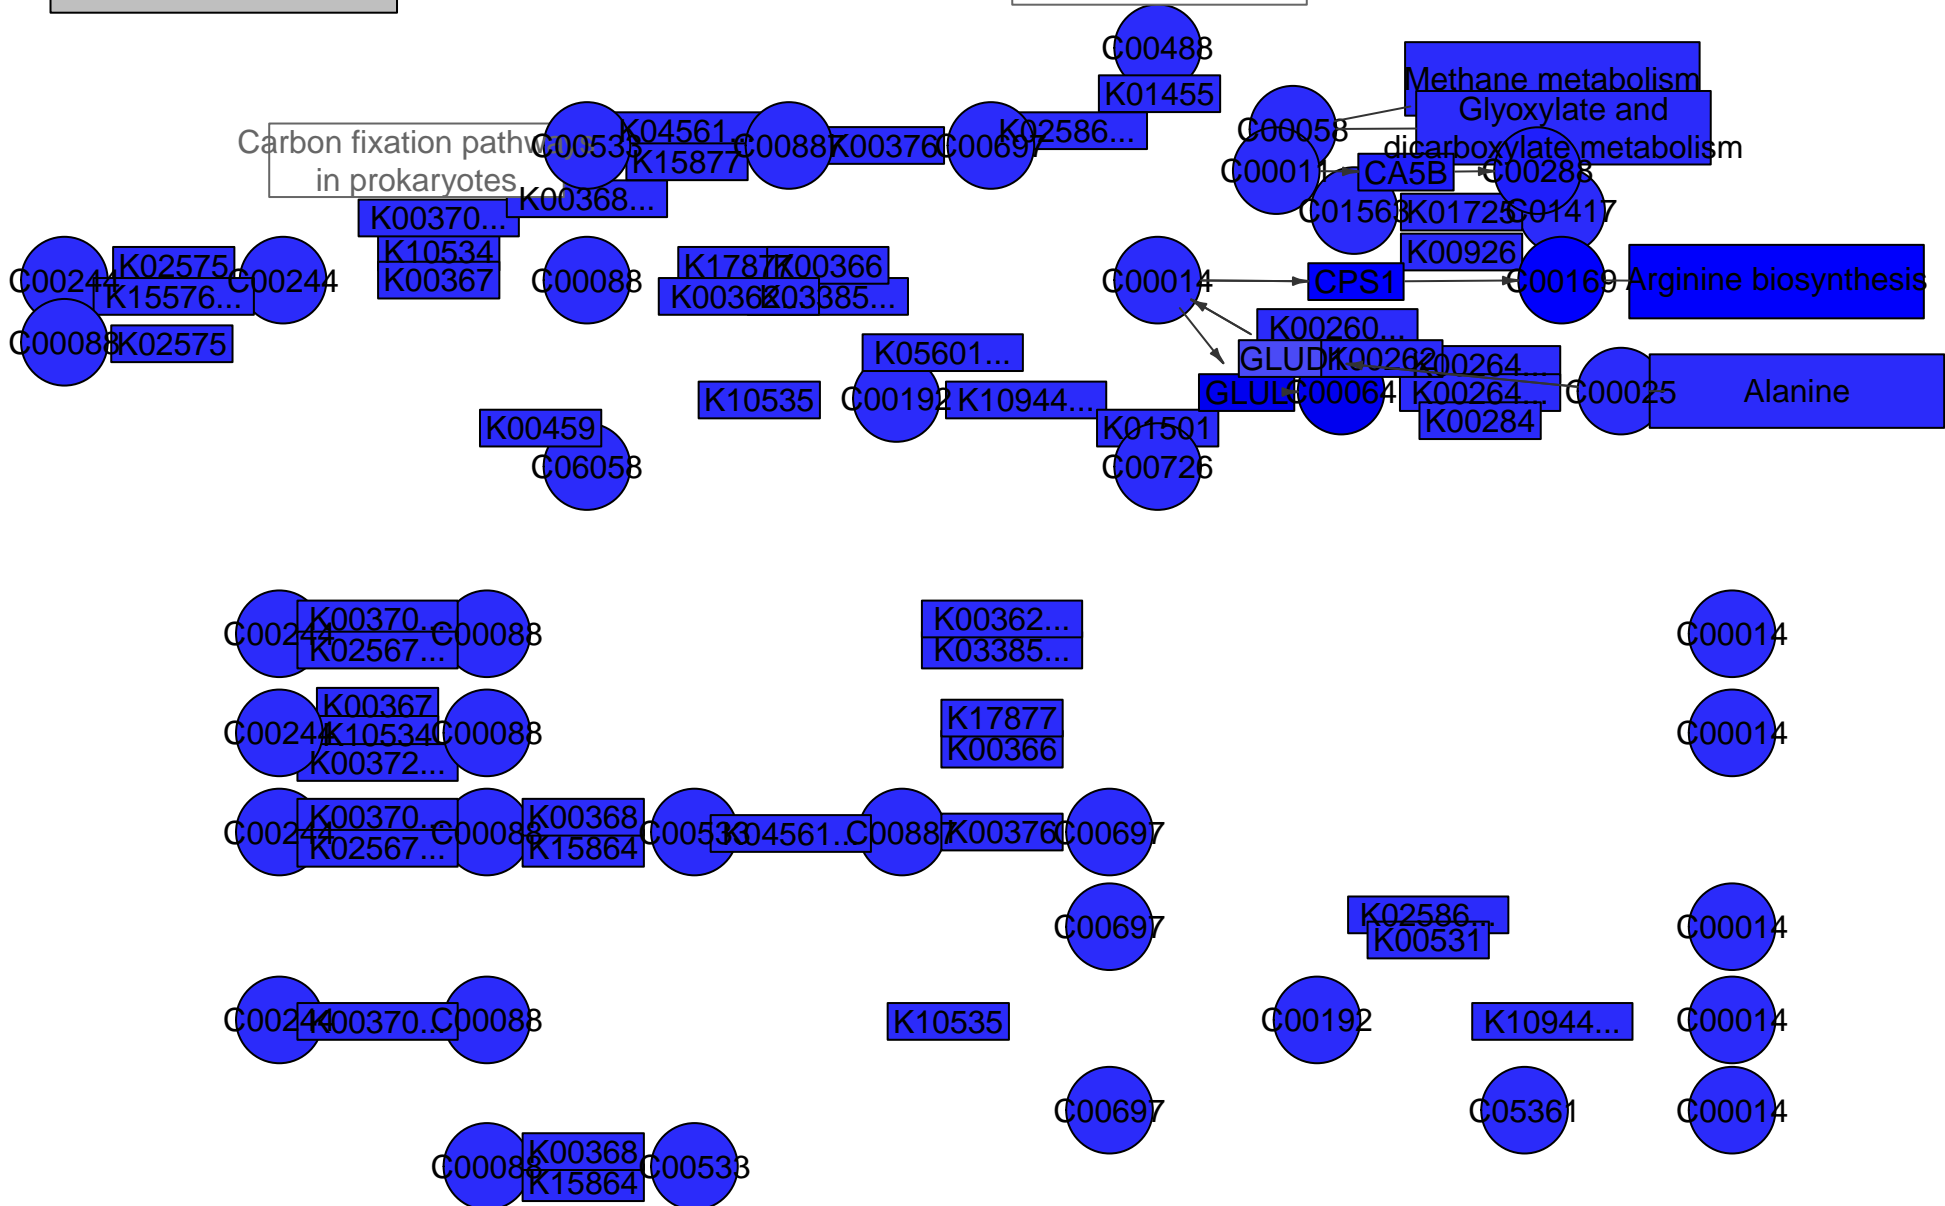 C00488
Methane metabolism
K01455
Glyoxylate and
dicarboxylate metabolism
C00058
Carbon fixation pathways
in prokaryotes
C00533
K04561...
K15877
C00887
K00376
C00697
K02586...
C00011
CA5B
C00288
K00368...
K00370...
C01563
K01725
C01417
K10534
K00367
K00926
C00244
K02575
K15576...
C00244
C00088
K17877
K00366
K00362...
K03385...
C00014
CPS1
C00169
Arginine biosynthesis
C00088
K02575
K00260...
K05601...
GLUD1
K00262
K00264...
K10535
C00192
K10944...
GLUL
C00064
K00264...
C00025
Alanine
K00459
K01501
K00284
C06058
C00726
C00244
K00370...
K02567...
C00088
K00362...
K03385...
C00014
C00244
K00367
K10534
K00372...
C00088
K17877
K00366
C00014
C00244
K00370...
K02567...
C00088
K00368
K15864
C00533
K04561...
C00887
K00376
C00697
C00697
K02586...
K00531
C00014
C00244
K00370...
C00088
K10535
C00192
K10944...
C00014
C00697
C05361
C00014
C00088
K00368
K15864
C00533